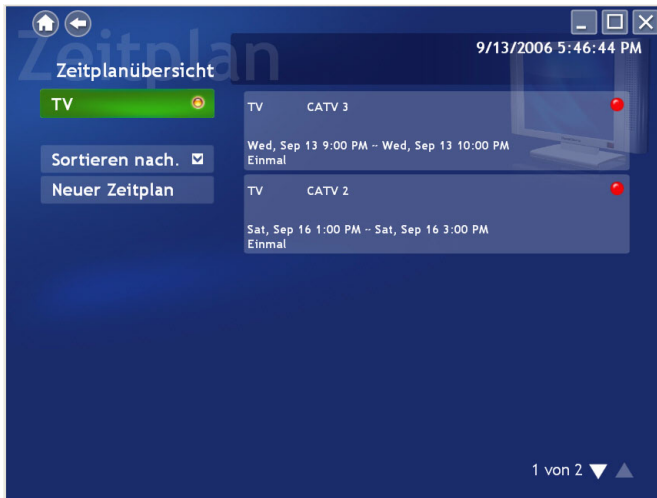 Zeitplan
9/13/2006 5:46:44 PM
Zeitplanübersicht
TV
Sortieren nach.
Neuer Zeitplan
TV CATV 3
Wed, Sep 13 9:00 PM -- Wed, Sep 13 10:00 PM
Einmal
TV CATV 2
Sat, Sep 16 1:00 PM -- Sat, Sep 16 3:00 PM
Einmal
1 von 2